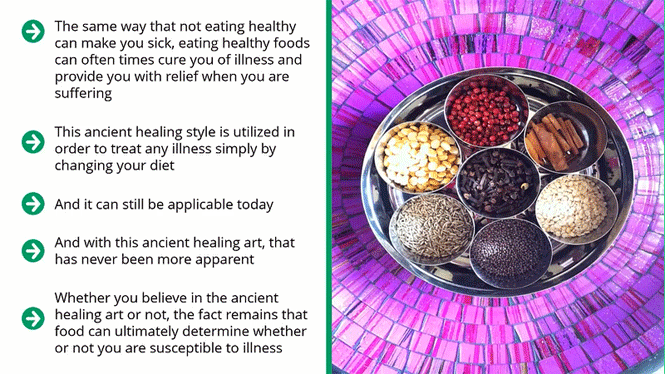 The same way that not eating healthy
can make you sick, eating healthy foods
can often times cure you of illness and
provide you with relief when you are
suffering
This ancient healing style is utilized in
order to treat any illness simply by
changing your diet
And it can still be applicable today
And with this ancient healing art, that
has never been more apparent
Whether you believe in the ancient
healing art or not, the fact remains that
food can ultimately determine whether
or not you are susceptible to illness